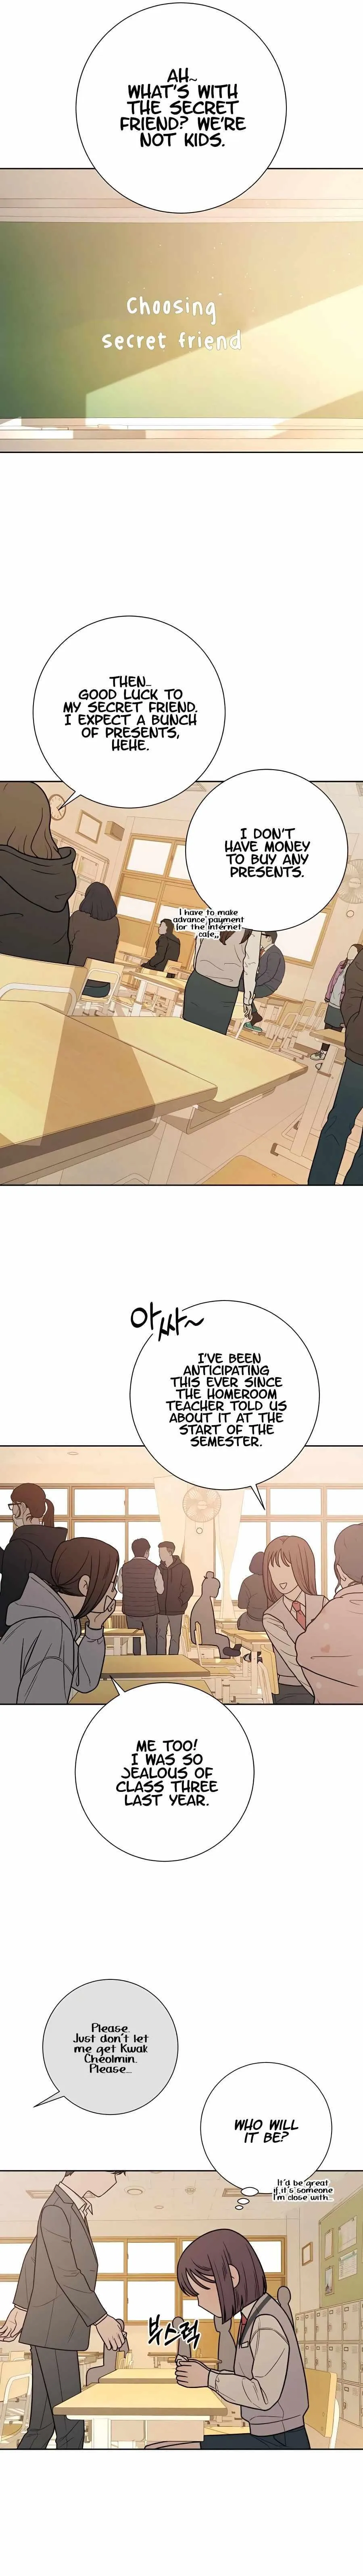 AH~
WHAT'S WITH
THE SECRET
FRIEND? WE'RE
NOT KIDS.
Choosing
secret friend
THEN...
GOOD LUCK TO
MY SECRET FRIEND.
I EXPECT A BUNCH
OF PRESENTS,
HEHE.
I DON'T
HAVE MONEY
TO BUY ANY
PRESENTS.
I have to make
advance payment
for the internet
cafe,,
아싸~
I'VE BEEN
ANTICIPATING
THIS EVER SINCE
THE HOMEROOM
TEACHER TOLD US
ABOUT IT AT THE
START OF THE
SEMESTER.
ME TOO!
I WAS SO
JEALOUS OF
CLASS THREE
LAST YEAR.
Please.
Just don't let
me get Kwak
Cheolmin.
Please...
WHO WILL
IT BE?
It'd be great
if it's someone
I'm close with...
부스럭